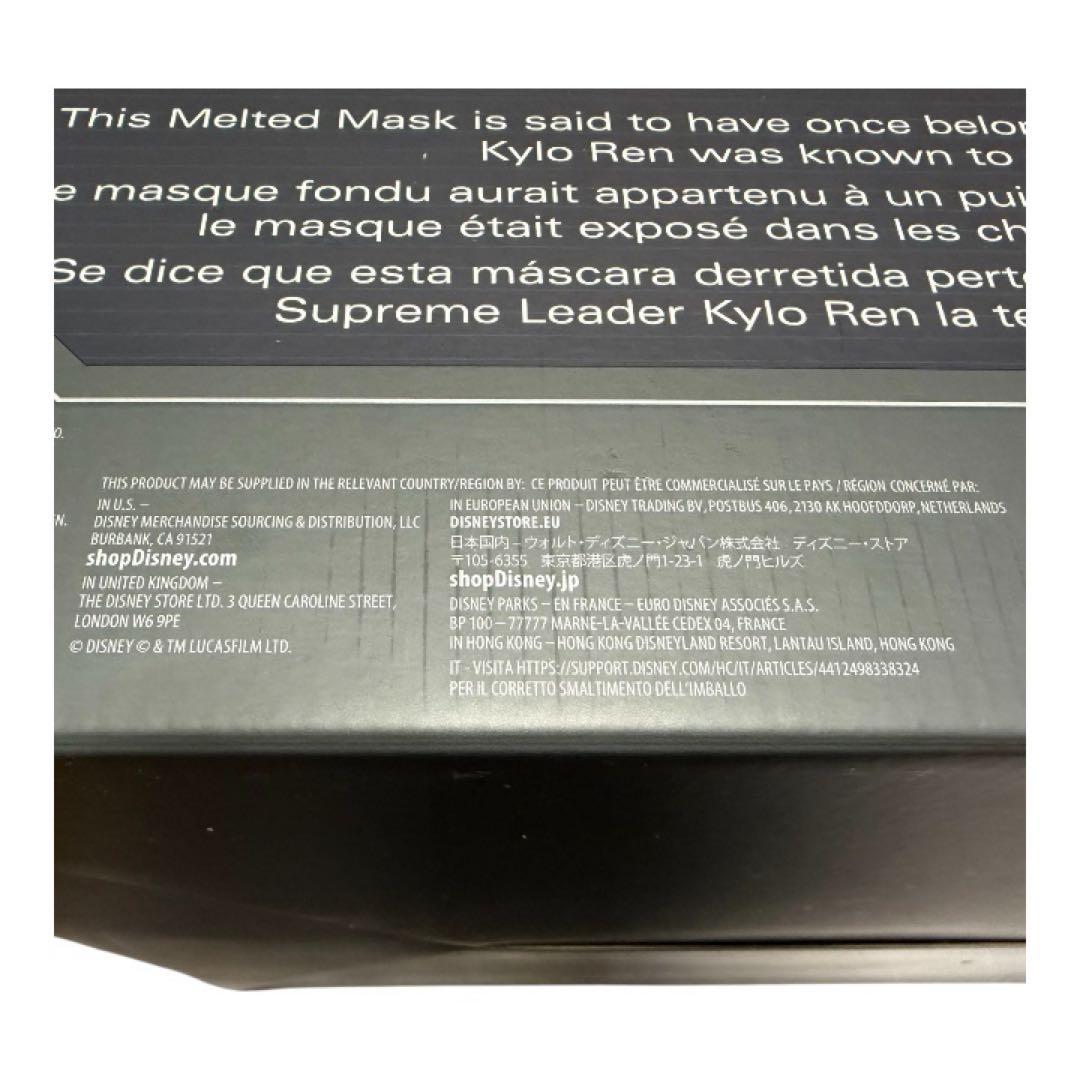 This Melted Mask is said to have once belon
Kylo Ren was known to
e masque fondu aurait appartenu à un pui
le masque était exposé dans les ch
Se dice que esta máscara derretida perte
Supreme Leader Kylo Ren la te
O.
EN.
THIS PRODUCT MAY BE SUPPLIED IN THE RELEVANT COUNTRY/REGION BY: CE PRODUIT PEUT ÊTRE COMMERCIALISÉ SUR LE PAYS / RÉGION CONCERNÉ PAR:
IN U.S. –
DISNEY MERCHANDISE SOURCING & DISTRIBUTION, LLC
BURBANK, CA 91521
shopDisney.com
IN UNITED KINGDOM –
THE DISNEY STORE LTD. 3 QUEEN CAROLINE STREET,
LONDON W6 9PE
© DISNEY © & TM LUCASFILM LTD.
IN EUROPEAN UNION – DISNEY TRADING BV, POSTBUS 406, 2130 AK HOOFDDORP, NETHERLANDS
DISNEYSTORE.EU
日本国内 – ウォルト・ディズニー・ジャパン株式会社 ディズニー・ストア
〒105-6355 東京都港区虎ノ門1-23-1 虎ノ門ヒルズ
shopDisney.jp
DISNEY PARKS – EN FRANCE – EURO DISNEY ASSOCIÉS S.A.S.
BP 100 – 77777 MARNE-LA-VALLÉE CEDEX 04, FRANCE
IN HONG KONG – HONG KONG DISNEYLAND RESORT, LANTAU ISLAND, HONG KONG
IT - VISITA HTTPS://SUPPORT.DISNEY.COM/HC/IT/ARTICLES/4412498338324
PER IL CORRETTO SMALTIMENTO DELL'IMBALLO